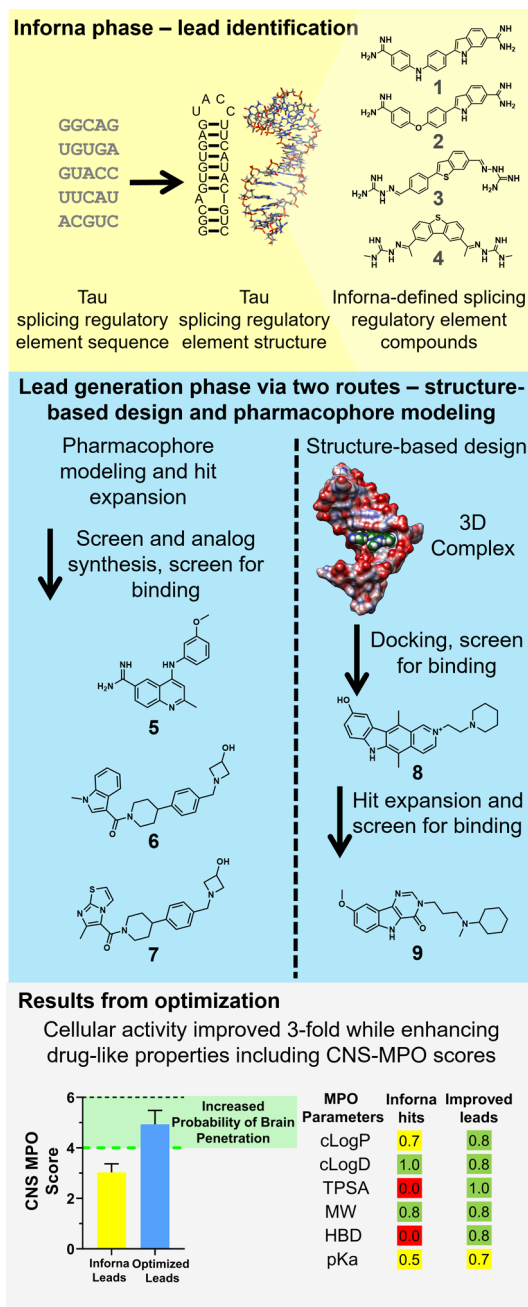 Informa phase – lead identification
GGCAG
UGUGA
GUACC
UUCAU
ACGUC
Tau
splicing regulatory
element sequence
Tau
splicing regulatory
element structure
1
2
3
4
Inforna-defined splicing
regulatory element
compounds
Lead generation phase via two routes – structure-
based design and pharmacophore modeling
Pharmacophore
modeling and hit
expansion
Screen and analog
synthesis, screen for
binding
5
6
7
Structure-based design
3D
Complex
Docking, screen
for binding
8
Hit expansion and
screen for binding
9
Results from optimization
Cellular activity improved 3-fold while enhancing
drug-like properties including CNS-MPO scores
CNS MPO
Score
6
4
2
0
Increased
Probability of Brain
Penetration
Inforna
Leads
Optimized
Leads
MPO
Parameters
Inforna
hits
Improved
leads
cLogP 0.7 0.8
cLogD 1.0 0.8
TPSA 0.0 1.0
MW 0.8 0.8
HBD 0.0 0.8
pKa 0.5 0.7